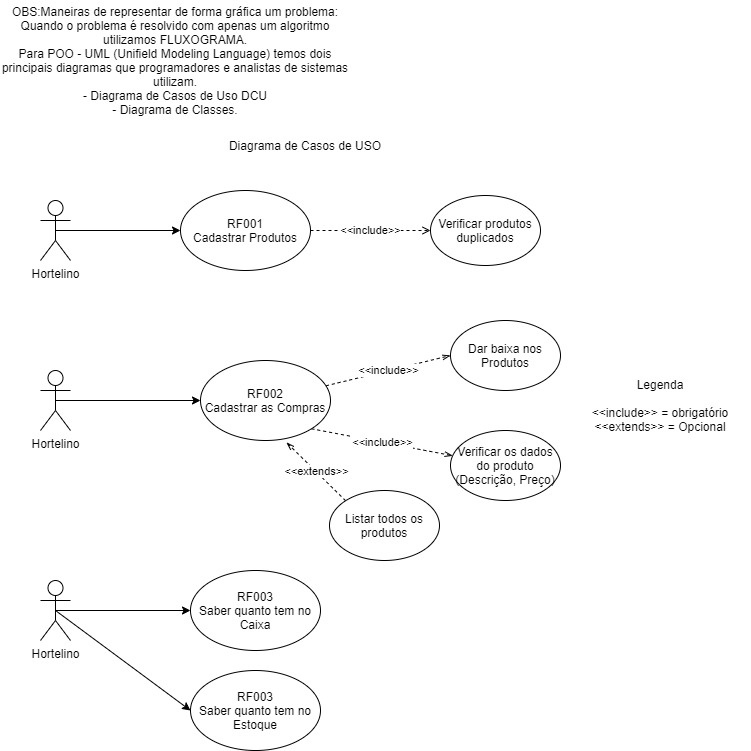 OBS:Maneiras de representar de forma gráfica um problema:
Quando o problema é resolvido com apenas um algoritmo
utilizamos FLUXOGRAMA.
Para POO - UML (Unifield Modeling Language) temos dois
principais diagramas que programadores e analistas de sistemas
utilizam.
- Diagrama de Casos de Uso DCU
- Diagrama de Classes.
Diagrama de Casos de USO
Hortelino
RF001
Cadastrar Produtos
<<include>>
Verificar produtos
duplicados
Hortelino
RF002
Cadastrar as Compras
<<include>>
Dar baixa nos
Produtos
<<include>>
Verificar os dados
do produto
(Descrição, Preço)
<<extends>>
Listar todos os
produtos
Legenda
<<include>> = obrigatório
<<extends>> = Opcional
Hortelino
RF003
Saber quanto tem no
Caixa
RF003
Saber quanto tem no
Estoque